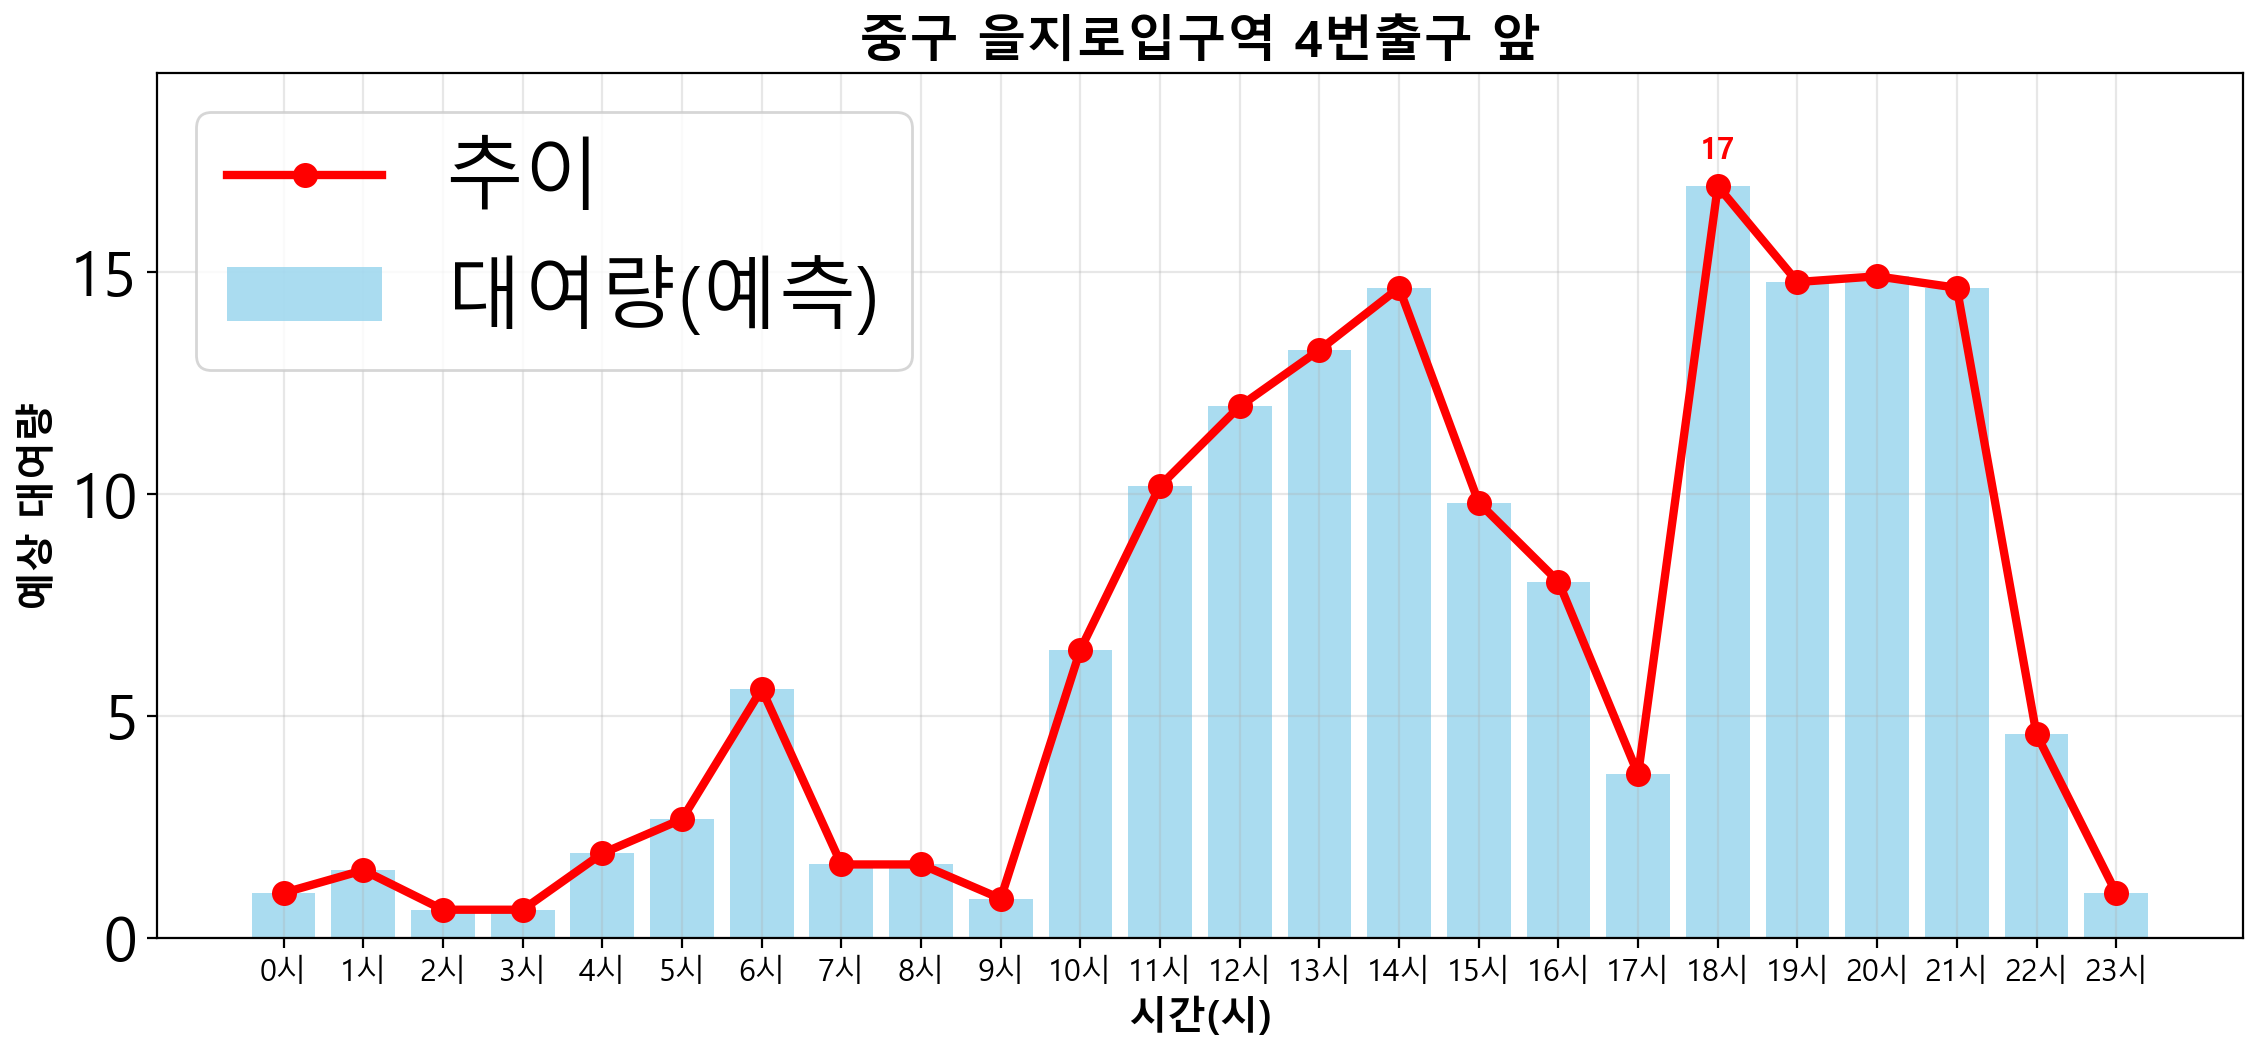 중구 을지로입구역 4번출구 앞
추이
대여량(예측)
17
15
10
5
0
예상 대여량
0시 1시 2시 3시 4시 5시 6시 7시 8시 9시 10시 11시 12시 13시 14시 15시 16시 17시 18시 19시 20시 21시 22시 23시
시간(시)